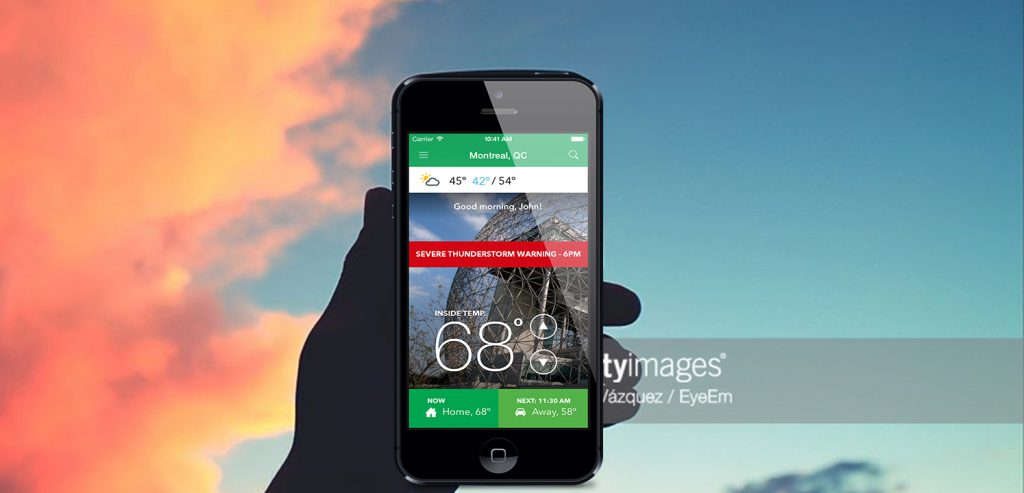 Carrier 10:41 AM
Montreal, QC
45° 42° / 54°
Good morning, John!
SEVERE THUNDERSTORM WARNING - 6PM
INSIDE TEMP.
68°
NOW
Home, 68°
NEXT: 11:30 AM
Away, 58°
tyimages®
Vázquez / EyeEm